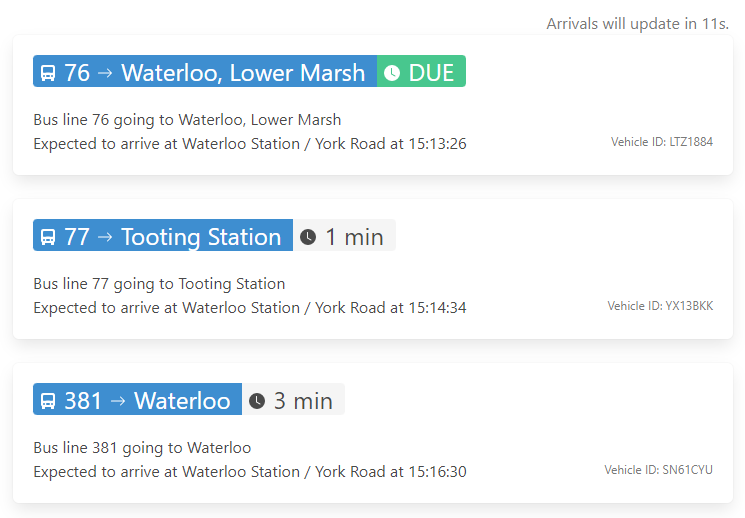 Arrivals will update in 11s.
76 → Waterloo, Lower Marsh DUE
Bus line 76 going to Waterloo, Lower Marsh
Expected to arrive at Waterloo Station / York Road at 15:13:26
Vehicle ID: LTZ1884
77 → Tooting Station 1 min
Bus line 77 going to Tooting Station
Expected to arrive at Waterloo Station / York Road at 15:14:34
Vehicle ID: YX13BKK
381 → Waterloo 3 min
Bus line 381 going to Waterloo
Expected to arrive at Waterloo Station / York Road at 15:16:30
Vehicle ID: SN61CYU